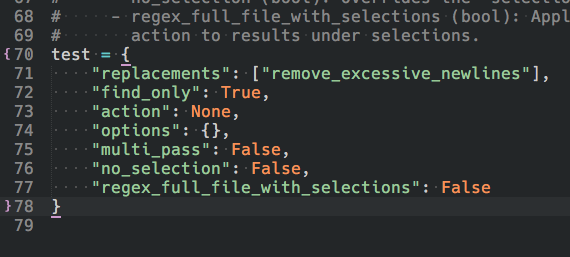 #        no_selection (bool): Overrides the "selection
68 #      - regex_full_file_with_selections (bool): Appl
69 #        action to results under selections.
70 test = {
71     "replacements": ["remove_excessive_newlines"],
72     "find_only": True,
73     "action": None,
74     "options": {},
75     "multi_pass": False,
76     "no_selection": False,
77     "regex_full_file_with_selections": False
78 }
79